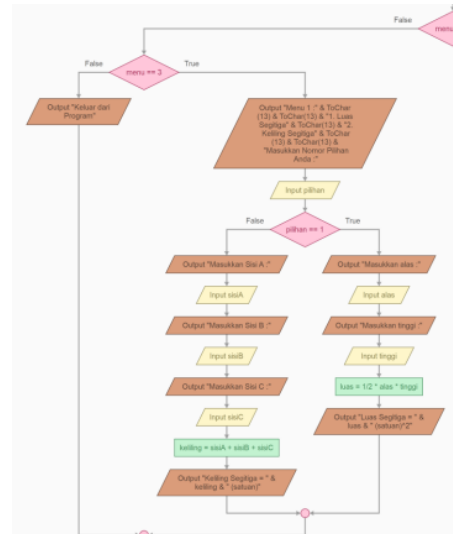 False
menu
False
menu == 3
True
Output "Keluar dari
Program"
Output "Menu 1 :" & ToChar
(13) & ToChar(13) & "1. Luas
Segitiga" & ToChar(13) & "2.
Keliling Segitiga" & ToChar
(13) & ToChar(13) &
"Masukkan Nomor Pilihan
Anda :"
Input pilihan
False
pilihan == 1
True
Output "Masukkan Sisi A :"
Output "Masukkan alas :"
Input sisiA
Input alas
Output "Masukkan Sisi B :"
Output "Masukkan tinggi :"
Input sisiB
Input tinggi
Output "Masukkan Sisi C :"
luas = 1/2 * alas * tinggi
Input sisiC
Output "Luas Segitiga = " &
luas & " (satuan)^2"
keliling = sisiA + sisiB + sisiC
Output "Keliling Segitiga = " &
keliling & " (satuan)"